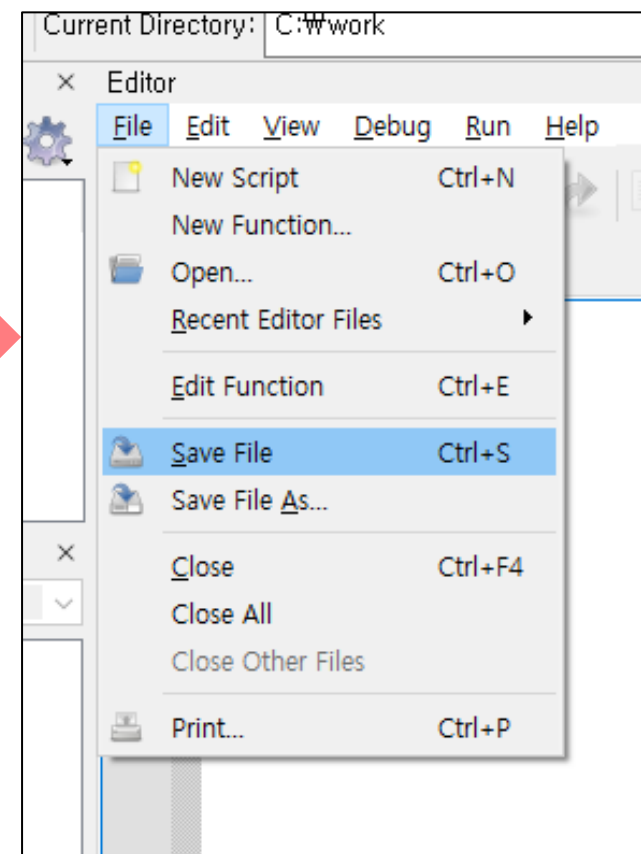 Current Directory: C:₩work
Editor
File Edit View Debug Run Help
New Script Ctrl+N
New Function...
Open... Ctrl+O
Recent Editor Files
Edit Function Ctrl+E
Save File Ctrl+S
Save File As...
Close Ctrl+F4
Close All
Close Other Files
Print... Ctrl+P